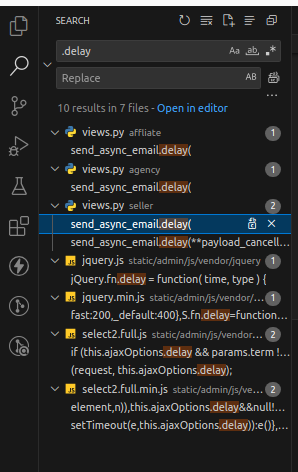 SEARCH
.delay
Aa ab .*
Replace
AB
...
10 results in 7 files - Open in editor
views.py affliate 1
send_async_email.delay(
views.py agency 1
send_async_email.delay(
views.py seller 2
send_async_email.delay(
send_async_email.delay(**payload_cancell...
JS jquery.js static/admin/js/vendor/jquery 1
jQuery.fn.delay = function( time, type ) {
JS jquery.min.js static/admin/js/vendor/... 1
fast:200,_default:400},S.fn.delay=function...
JS select2.full.js static/admin/js/vendor/... 2
if (this.ajaxOptions.delay && params.term !...
(request, this.ajaxOptions.delay);
JS select2.full.min.js static/admin/js/ve... 2
element,n)),this.ajaxOptions.delay&&null!...
setTimeout(e,this.ajaxOptions.delay)):e()},...